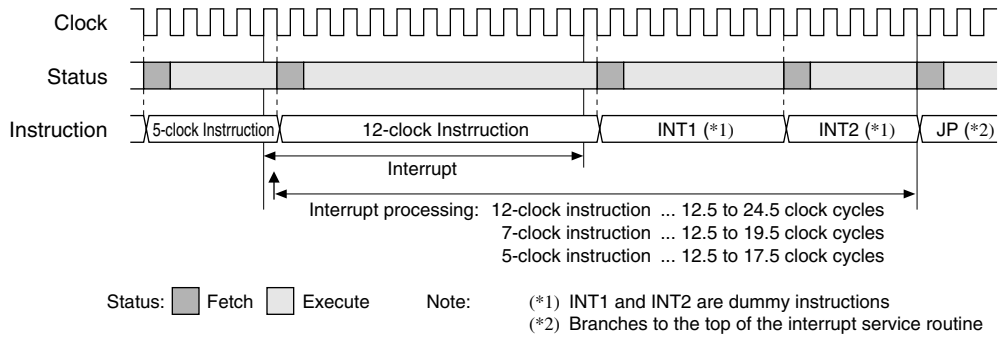 Clock
Status
Instruction
5-clock Instrruction 12-clock Instrruction INT1 (*1) INT2 (*1) JP (*2)
Interrupt
Interrupt processing: 12-clock instruction ... 12.5 to 24.5 clock cycles
7-clock instruction ... 12.5 to 19.5 clock cycles
5-clock instruction ... 12.5 to 17.5 clock cycles
Status: Fetch Execute Note: (*1) INT1 and INT2 are dummy instructions
(*2) Branches to the top of the interrupt service routine